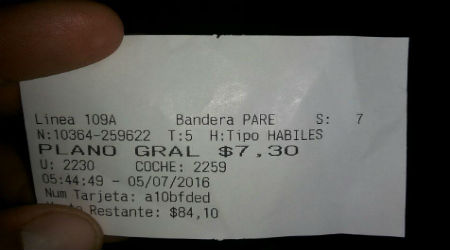 Linea 109A Bandera PARE S: 7
N:10364-259622 T:5 H:Tipo HABILES
PLANO GRAL $7,30
U: 2230 COCHE: 2259
05:44:49 - 05/07/2016
Num Tarjeta: a10bfded
Restante: $84,10